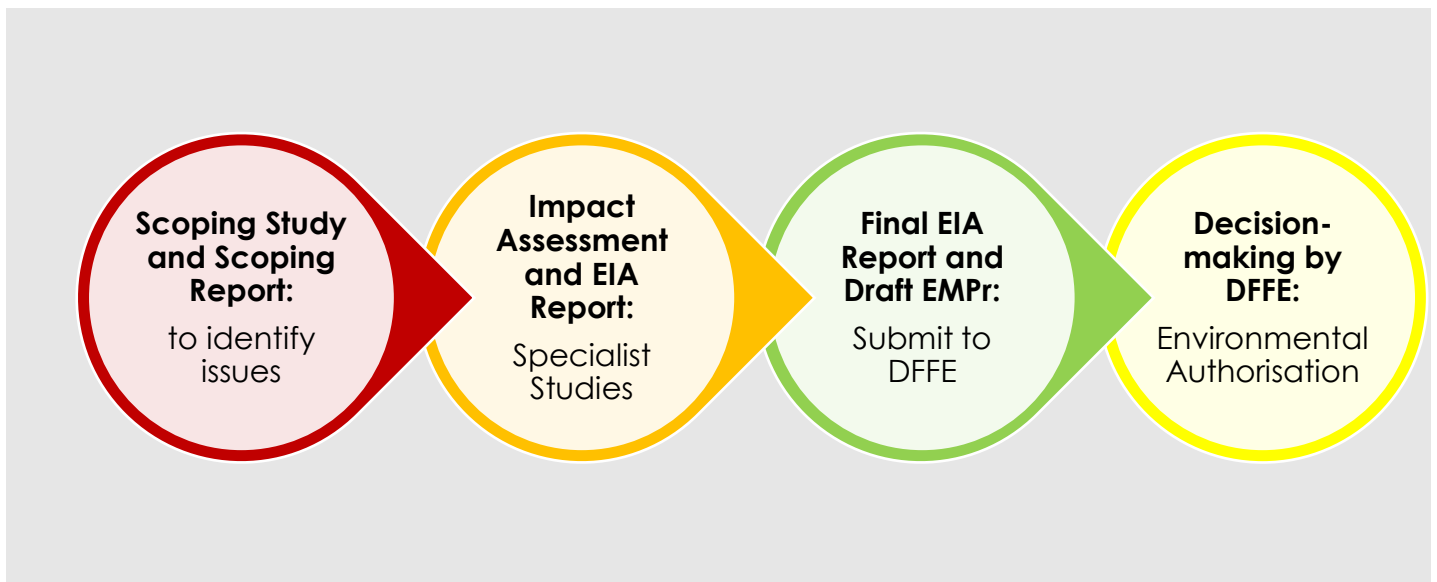 Scoping Study
and Scoping
Report:
to identify
issues
Impact
Assessment
and EIA
Report:
Specialist
Studies
Final EIA
Report and
Draft EMPr:
Submit to
DFFE
Decision-
making by
DFFE:
Environmental
Authorisation